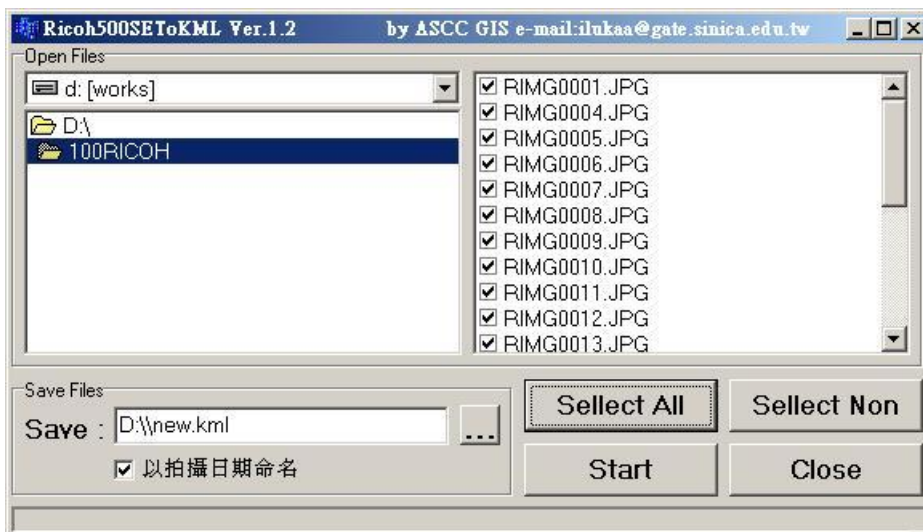 Ricoh500SEToKML Ver.1.2 by ASCC GIS e-mail:ilukaa@gate.sinica.edu.tw
Open Files
d: [works]
D:\
100RICOH
RIMG0001.JPG
RIMG0004.JPG
RIMG0005.JPG
RIMG0006.JPG
RIMG0007.JPG
RIMG0008.JPG
RIMG0009.JPG
RIMG0010.JPG
RIMG0011.JPG
RIMG0012.JPG
RIMG0013.JPG
Save Files
Save : D:\\new.kml ...
以拍攝日期命名
Sellect All Sellect Non
Start Close